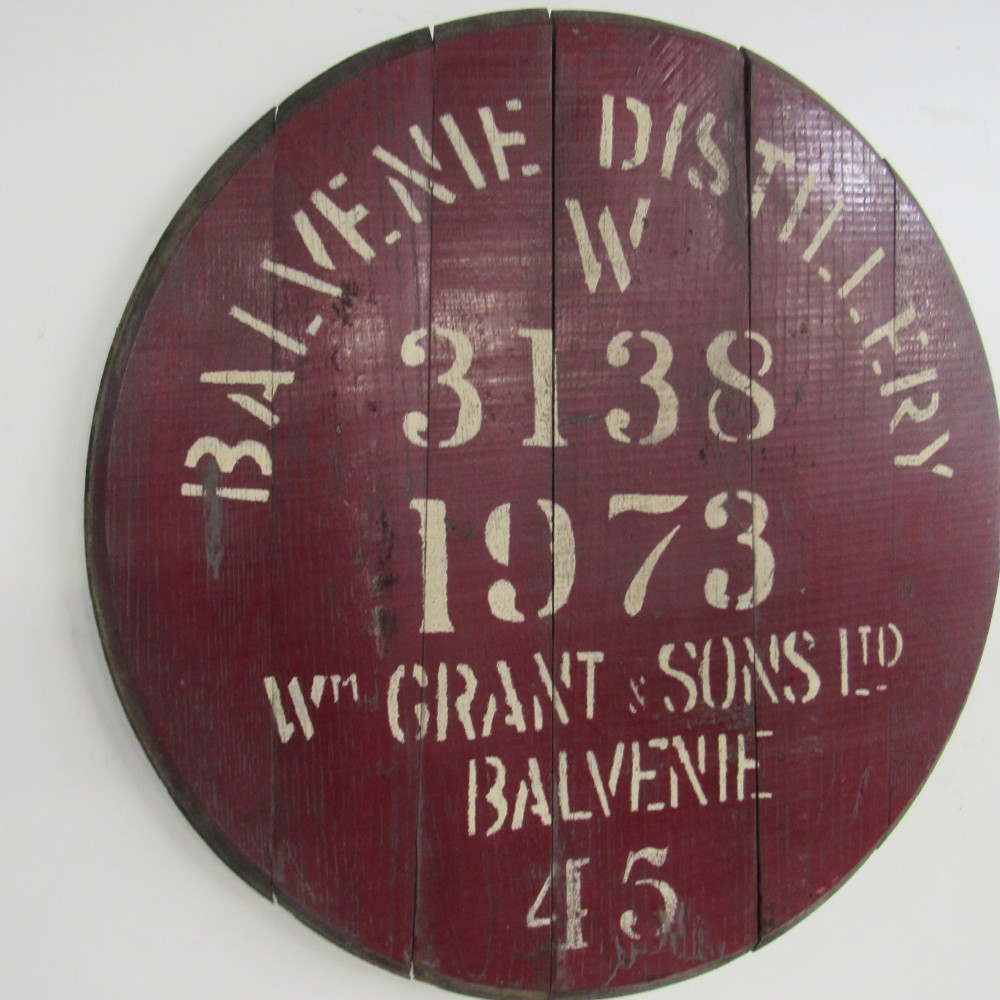 BALVENIE DISTILLERY
W
3138
1973
Wm GRANT & SONS LTD
BALVENIE
45